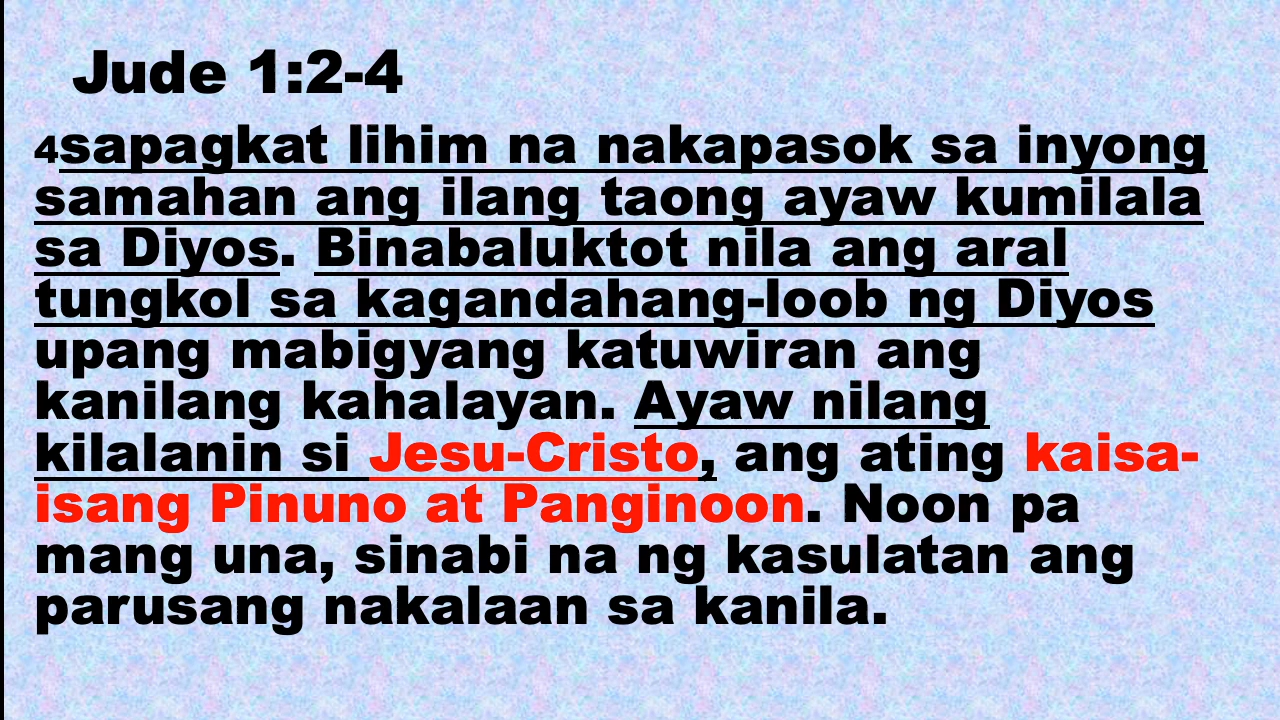 Jude 1:2-4
4sapagkat lihim na nakapasok sa inyong
samahan ang ilang taong ayaw kumilala
sa Diyos. Binabaluktot nila ang aral
tungkol sa kagandahang-loob ng Diyos
upang mabigyang katuwiran ang
kanilang kahalayan. Ayaw nilang
kilalanin si Jesu-Cristo, ang ating kaisa-
isang Pinuno at Panginoon. Noon pa
mang una, sinabi na ng kasulatan ang
parusang nakalaan sa kanila.